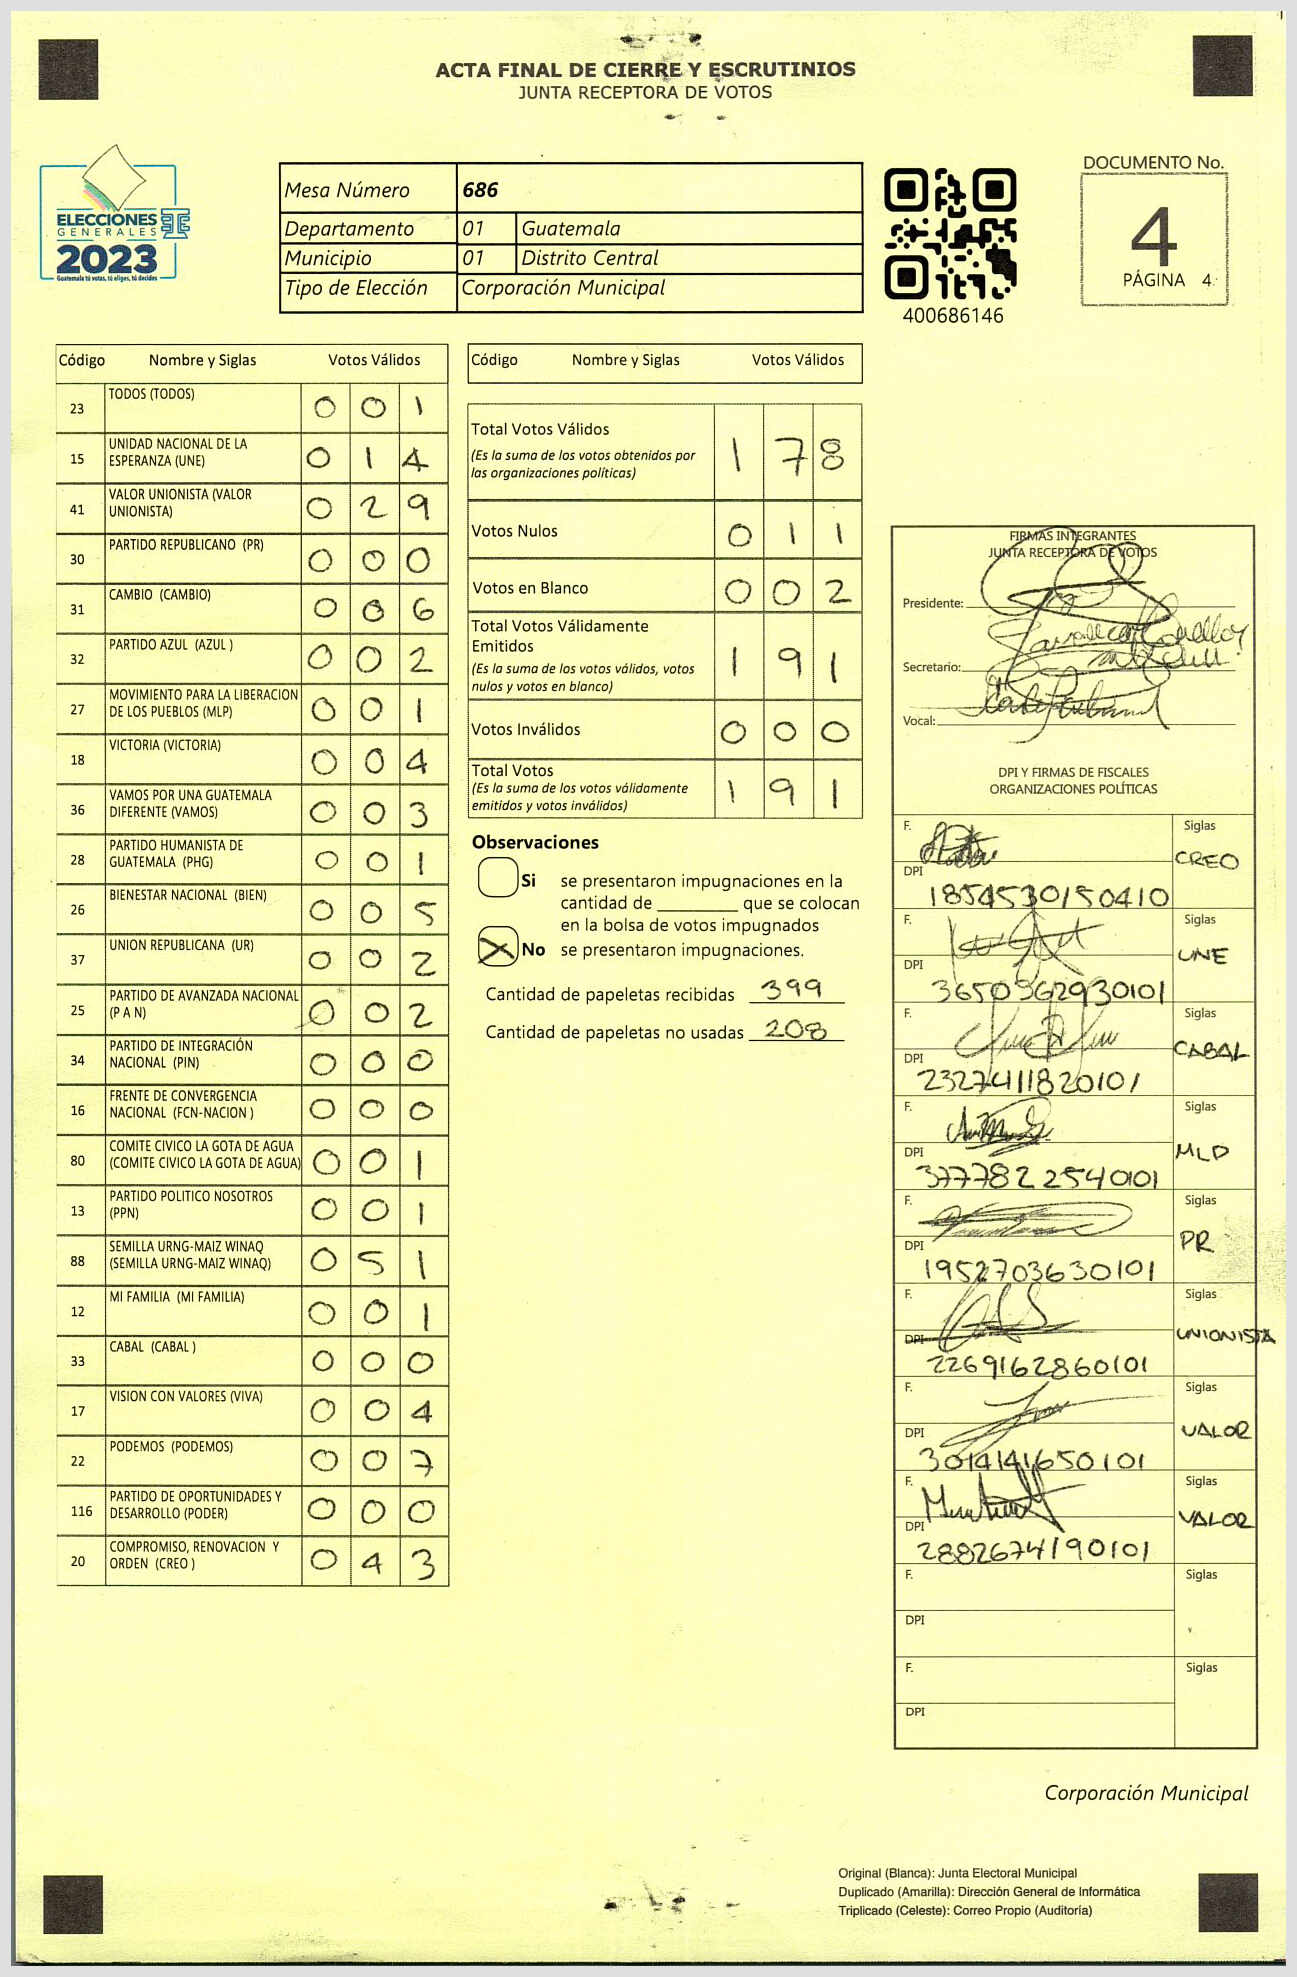 ACTA FINAL DE CIERRE Y ESCRUTINIOS
JUNTA RECEPTORA DE VOTOS
ELECCIONES
GENERALES
2023
Guatemala tú votas, tú eliges, tú decides
Mesa Número 686
Departamento 01 Guatemala
Municipio 01 Distrito Central
Tipo de Elección Corporación Municipal
400686146
DOCUMENTO No.
4
PÁGINA 4
Código Nombre y Siglas Votos Válidos
23 TODOS (TODOS) 0 0 1
15 UNIDAD NACIONAL DE LA
ESPERANZA (UNE) 0 1 4
41 VALOR UNIONISTA (VALOR
UNIONISTA) 0 2 9
30 PARTIDO REPUBLICANO (PR) 0 0 0
31 CAMBIO (CAMBIO) 0 0 6
32 PARTIDO AZUL (AZUL ) 0 0 2
27 MOVIMIENTO PARA LA LIBERACION
DE LOS PUEBLOS (MLP) 0 0 1
18 VICTORIA (VICTORIA) 0 0 4
36 VAMOS POR UNA GUATEMALA
DIFERENTE (VAMOS) 0 0 3
28 PARTIDO HUMANISTA DE
GUATEMALA (PHG) 0 0 1
26 BIENESTAR NACIONAL (BIEN) 0 0 5
37 UNION REPUBLICANA (UR) 0 0 2
25 PARTIDO DE AVANZADA NACIONAL
(P A N) 0 0 2
34 PARTIDO DE INTEGRACIÓN
NACIONAL (PIN) 0 0 0
16 FRENTE DE CONVERGENCIA
NACIONAL (FCN-NACION ) 0 0 0
80 COMITE CIVICO LA GOTA DE AGUA
(COMITE CIVICO LA GOTA DE AGUA) 0 0 1
13 PARTIDO POLITICO NOSOTROS
(PPN) 0 0 1
88 SEMILLA URNG-MAIZ WINAQ
(SEMILLA URNG-MAIZ WINAQ) 0 5 1
12 MI FAMILIA (MI FAMILIA) 0 0 1
33 CABAL (CABAL ) 0 0 0
17 VISION CON VALORES (VIVA) 0 0 4
22 PODEMOS (PODEMOS) 0 0 7
116 PARTIDO DE OPORTUNIDADES Y
DESARROLLO (PODER) 0 0 0
20 COMPROMISO, RENOVACION Y
ORDEN (CREO ) 0 4 3
Código Nombre y Siglas Votos Válidos
Total Votos Válidos 1 7 8
(Es la suma de los votos obtenidos por
las organizaciones políticas)
Votos Nulos 0 1 1
Votos en Blanco 0 0 2
Total Votos Válidamente
Emitidos 1 9 1
(Es la suma de los votos válidos, votos
nulos y votos en blanco)
Votos Inválidos 0 0 0
Total Votos 1 9 1
(Es la suma de los votos válidamente
emitidos y votos inválidos)
Observaciones
Si se presentaron impugnaciones en la
cantidad de ________ que se colocan
en la bolsa de votos impugnados
No se presentaron impugnaciones.
Cantidad de papeletas recibidas 399
Cantidad de papeletas no usadas 208
FIRMAS INTEGRANTES
JUNTA RECEPTORA DE VOTOS
Presidente:
Secretario:
Vocal:
DPI Y FIRMAS DE FISCALES
ORGANIZACIONES POLÍTICAS
F. Siglas
CREO
DPI
1854530150410
F. Siglas
UNE
DPI
3650962930101
F. Siglas
CABAL
DPI
2327411820101
F. Siglas
MLP
DPI
3777822540101
F. Siglas
PR
DPI
1952703630101
F. Siglas
UNIONISTA
DPI
2269162860101
F. Siglas
VALOR
DPI
3014141650101
F. Siglas
VALOR
DPI
2882674190101
F. Siglas
DPI
F. Siglas
DPI
Corporación Municipal
Original (Blanca): Junta Electoral Municipal
Duplicado (Amarilla): Dirección General de Informática
Triplicado (Celeste): Correo Propio (Auditoría)